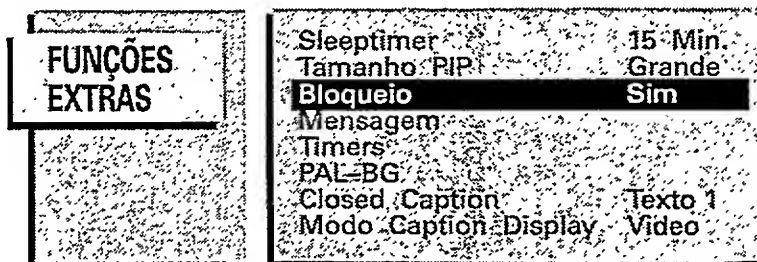 FUNÇÕES
EXTRAS
Sleeptimer 15 Min.
Tamanho PIP Grande
Bloqueio Sim
Mensagem
Timers
PAL-BG
Closed Caption Texto 1
Modo Caption Display Video